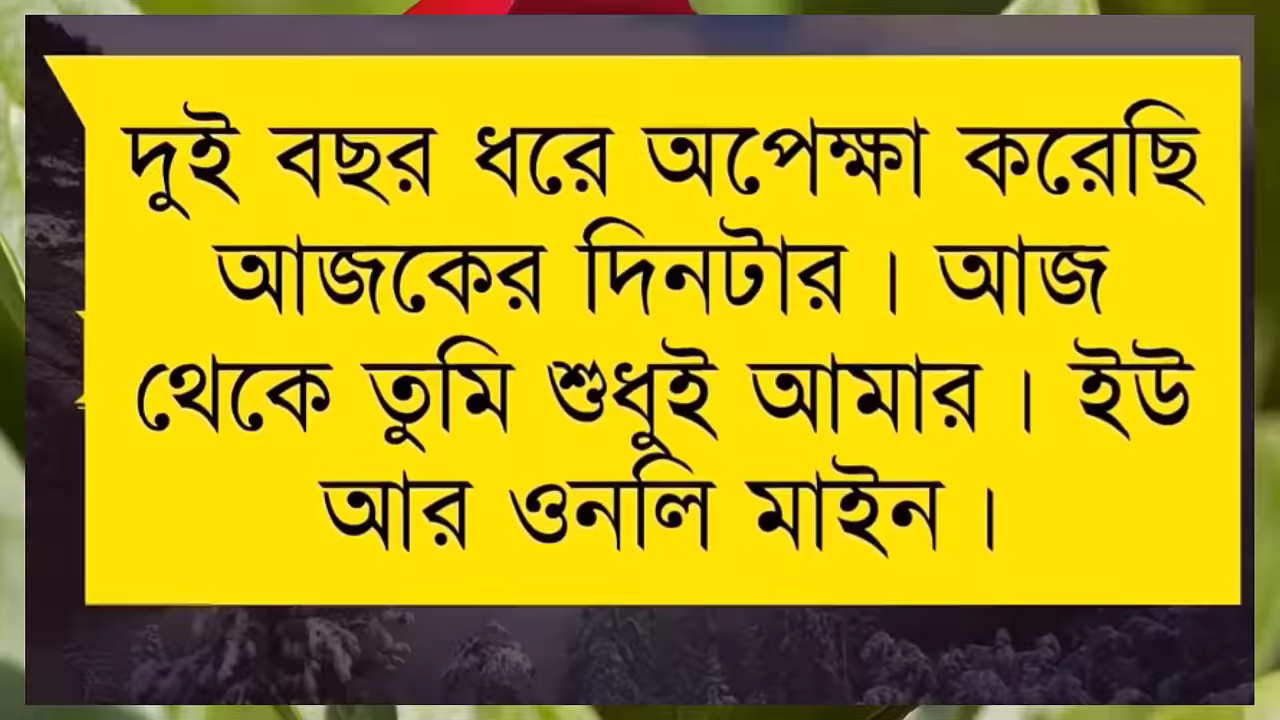 দুই বছর ধরে অপেক্ষা করেছি
আজকের দিনটার । আজ
থেকে তুমি শুধুই আমার । ইউ
আর ওনলি মাইন ।